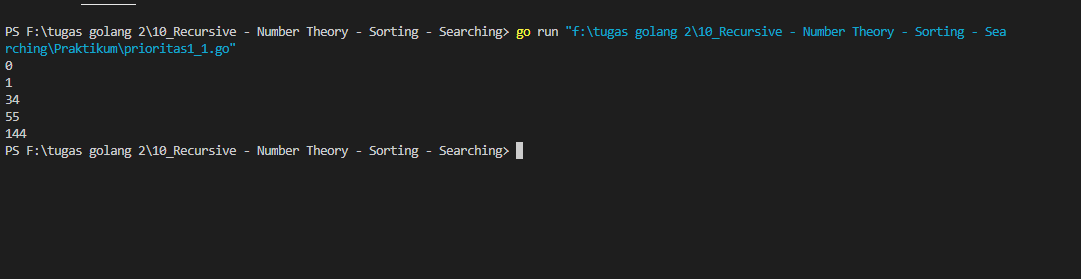 PS F:\tugas golang 2\10_Recursive - Number Theory - Sorting - Searching> go run "f:\tugas golang 2\10_Recursive - Number Theory - Sorting - Sea
rching\Praktikum\prioritas1_1.go"
0
1
34
55
144
PS F:\tugas golang 2\10_Recursive - Number Theory - Sorting - Searching>